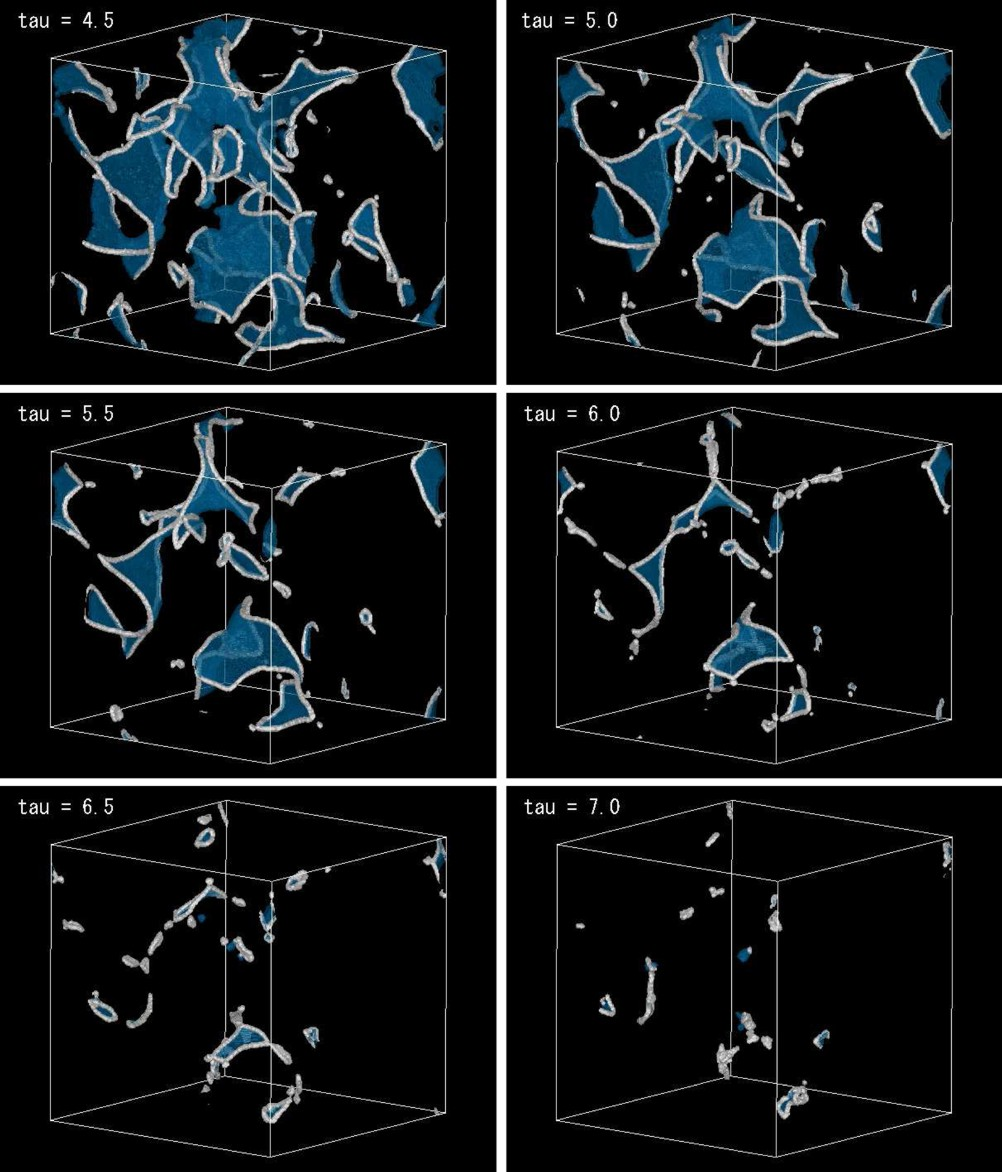 tau = 4.5
tau = 5.0
tau = 5.5
tau = 6.0
tau = 6.5
tau = 7.0